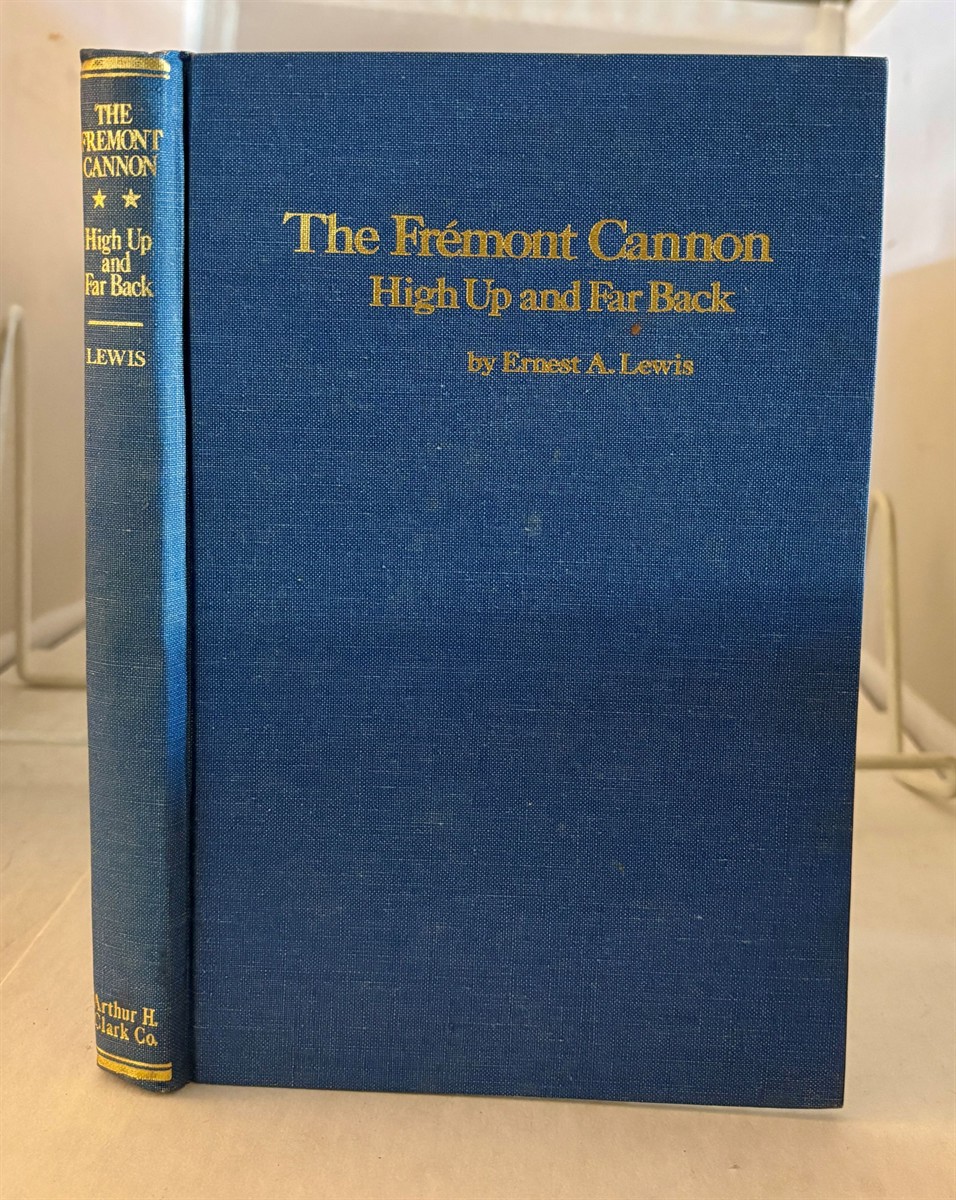 THE
FREMONT
CANNON
★ ★
High Up
and
Far Back
LEWIS
Arthur H.
Clark Co.
The Frémont Cannon
High Up and Far Back
by Ernest A. Lewis